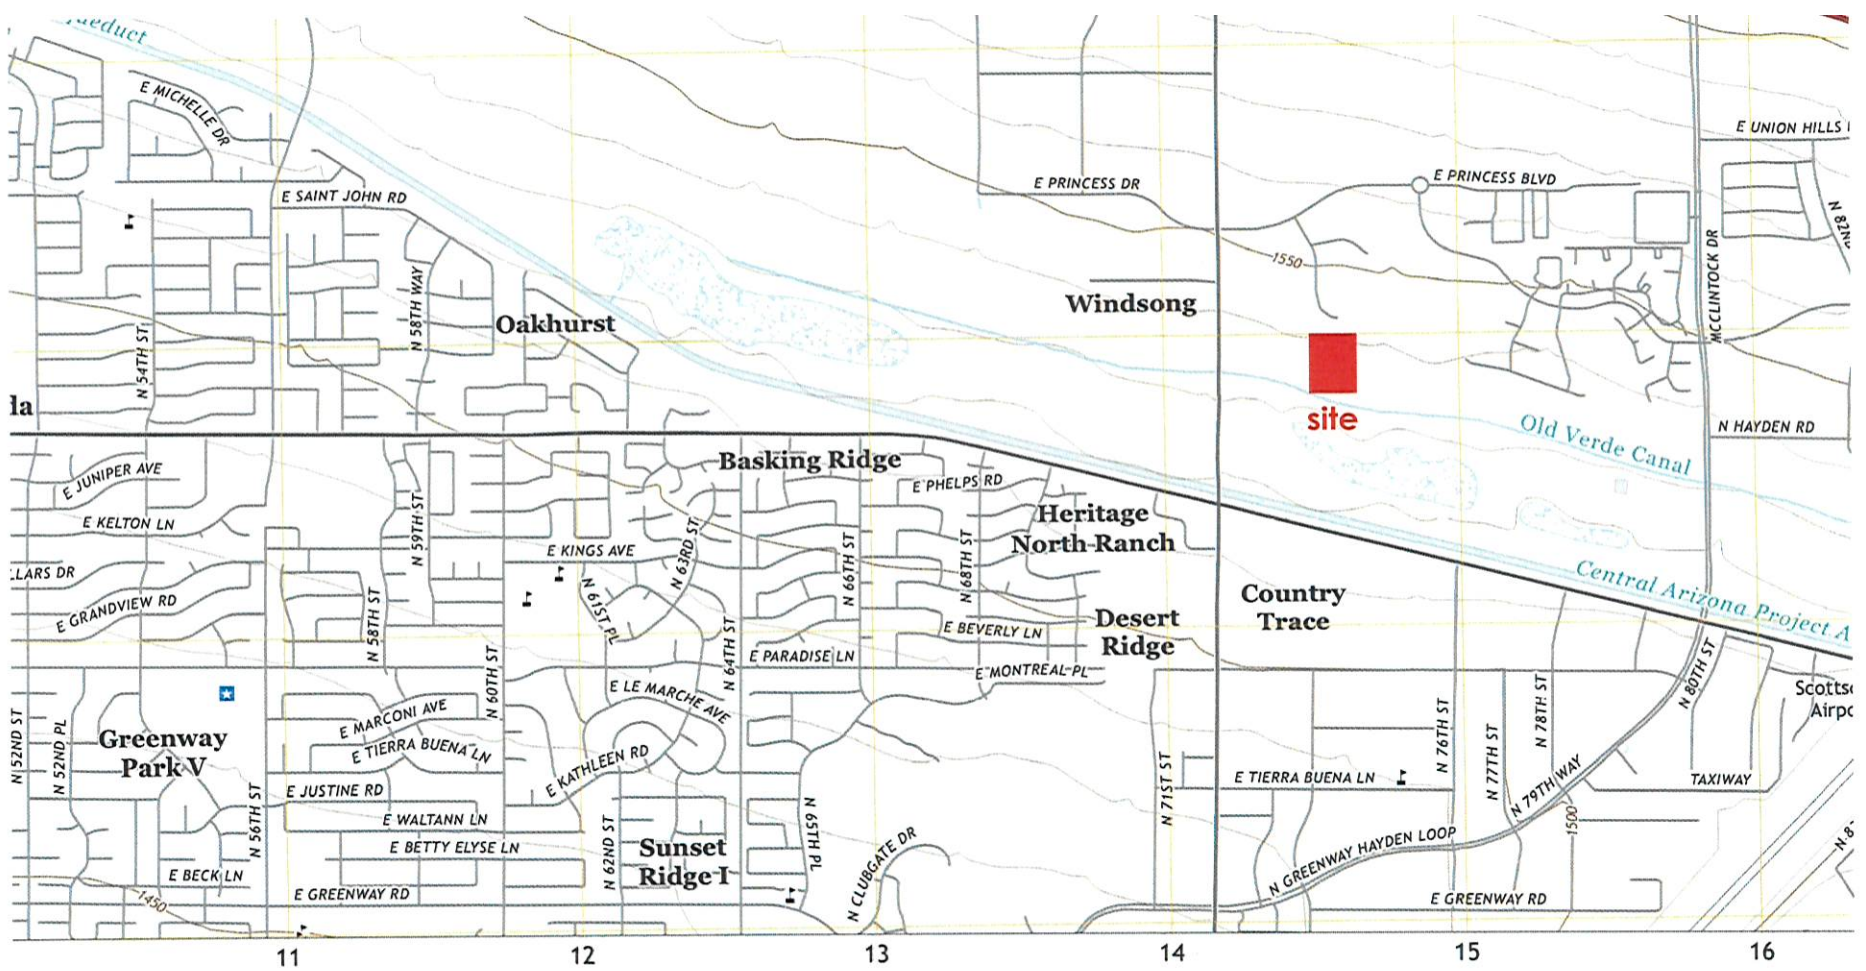 queduct
E MICHELLE DR
E UNION HILLS
E PRINCESS DR
E PRINCESS BLVD
E SAINT JOHN RD
N 82ND
MCCLINTOCK DR
1550
Windsong
N 58TH WAY
Oakhurst
N 54TH ST
la
site
Old Verde Canal
N HAYDEN RD
Basking Ridge
E JUNIPER AVE
E PHELPS RD
E KELTON LN
N 59TH ST
Heritage
North Ranch
N 63RD ST
E KINGS AVE
N 66TH ST
N 68TH ST
LLARS DR
Central Arizona Project A
E GRANDVIEW RD
N 58TH ST
N 61ST PL
Country
Trace
Desert
Ridge
E BEVERLY LN
N 64TH ST
E PARADISE LN
E MONTREAL PL
N 60TH ST
N 80TH ST
E LE MARCHE AVE
Scotts
Airp
N 52ND ST
N 52ND PL
E MARCONI AVE
N 76TH ST
N 78TH ST
Greenway
Park V
E TIERRA BUENA LN
N 77TH ST
E KATHLEEN RD
N 71ST ST
E TIERRA BUENA LN
N 79TH WAY
TAXIWAY
E JUSTINE RD
N 56TH ST
E WALTANN LN
N 62ND ST
N 65TH PL
1500
E BETTY ELYSE LN
Sunset
Ridge I
N CLUBGATE DR
N GREENWAY HAYDEN LOOP
N 8
E BECK LN
E GREENWAY RD
E GREENWAY RD
1450
11
12
13
14
15
16